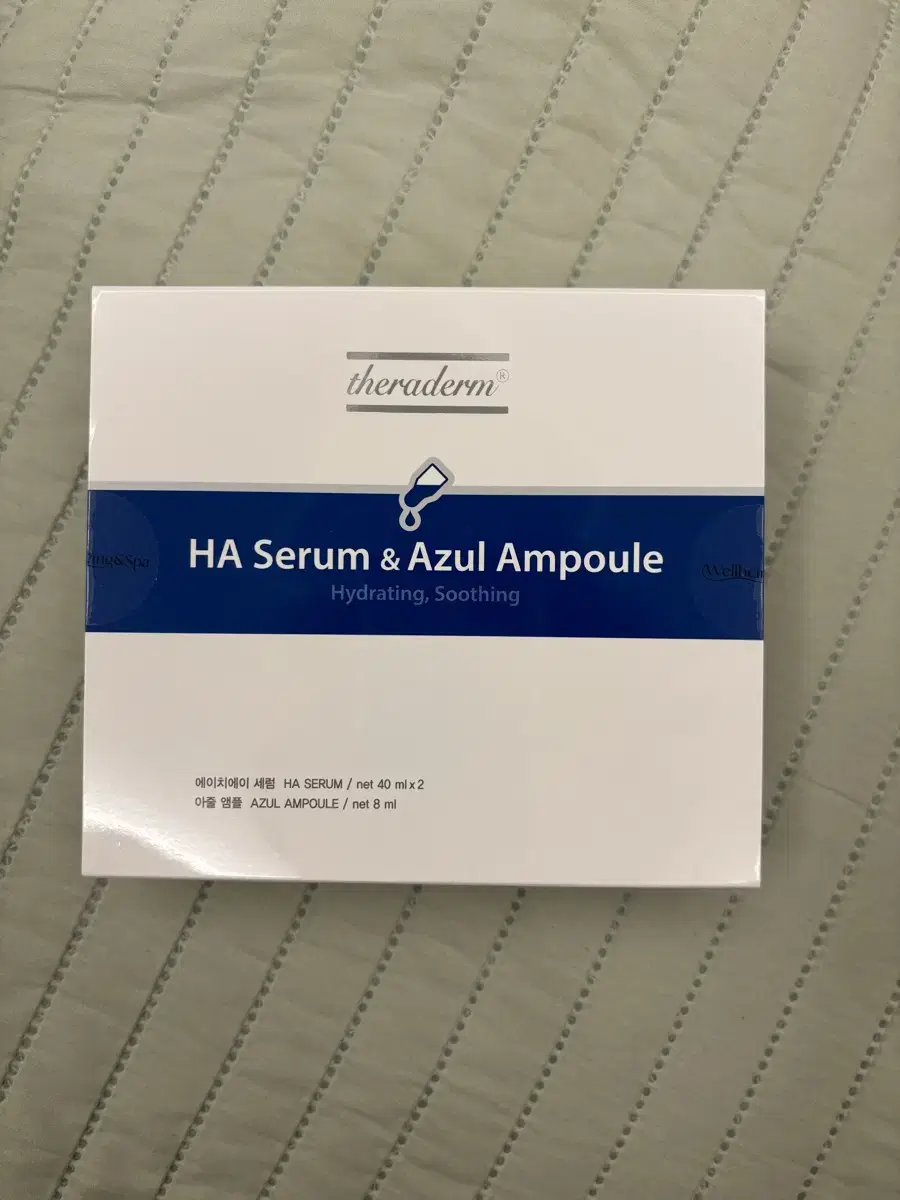 theraderm®
HA Serum & Azul Ampoule
Hydrating, Soothing
에이치에이 세럼 HA SERUM / net 40 ml x 2
아줄 앰플 AZUL AMPOULE / net 8 ml